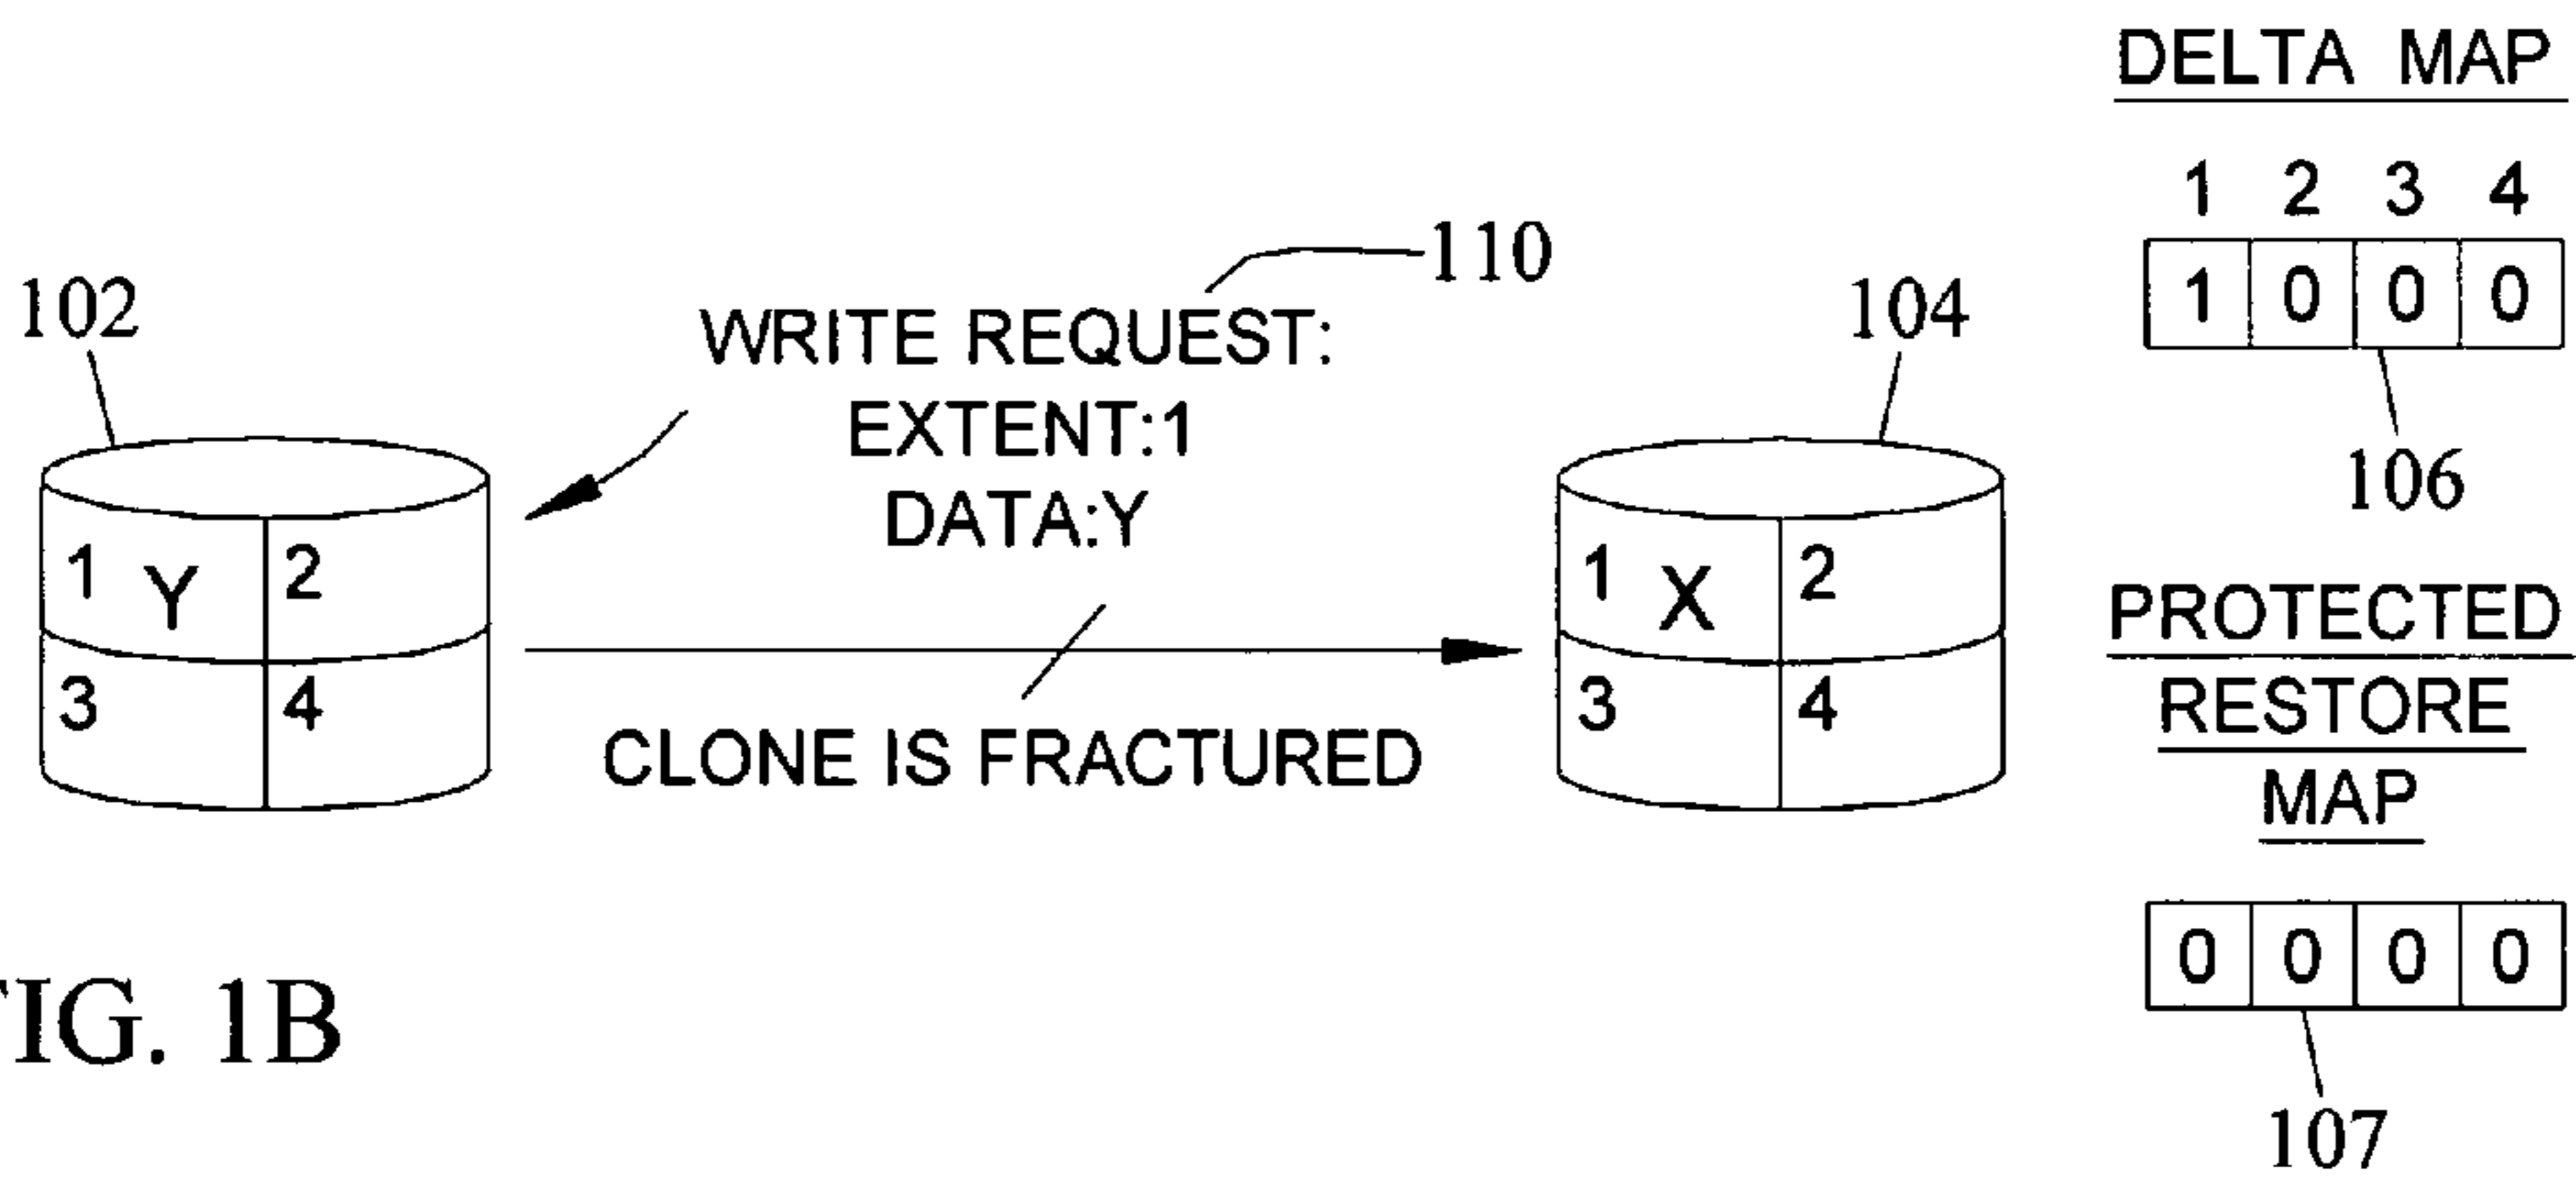 DELTA MAP
1 2 3 4
1 0 0 0
106
102
110
WRITE REQUEST:
EXTENT:1
DATA:Y
104
1 Y 2
3 4
CLONE IS FRACTURED
1 X 2
3 4
PROTECTED
RESTORE
MAP
0 0 0 0
107
FIG. 1B